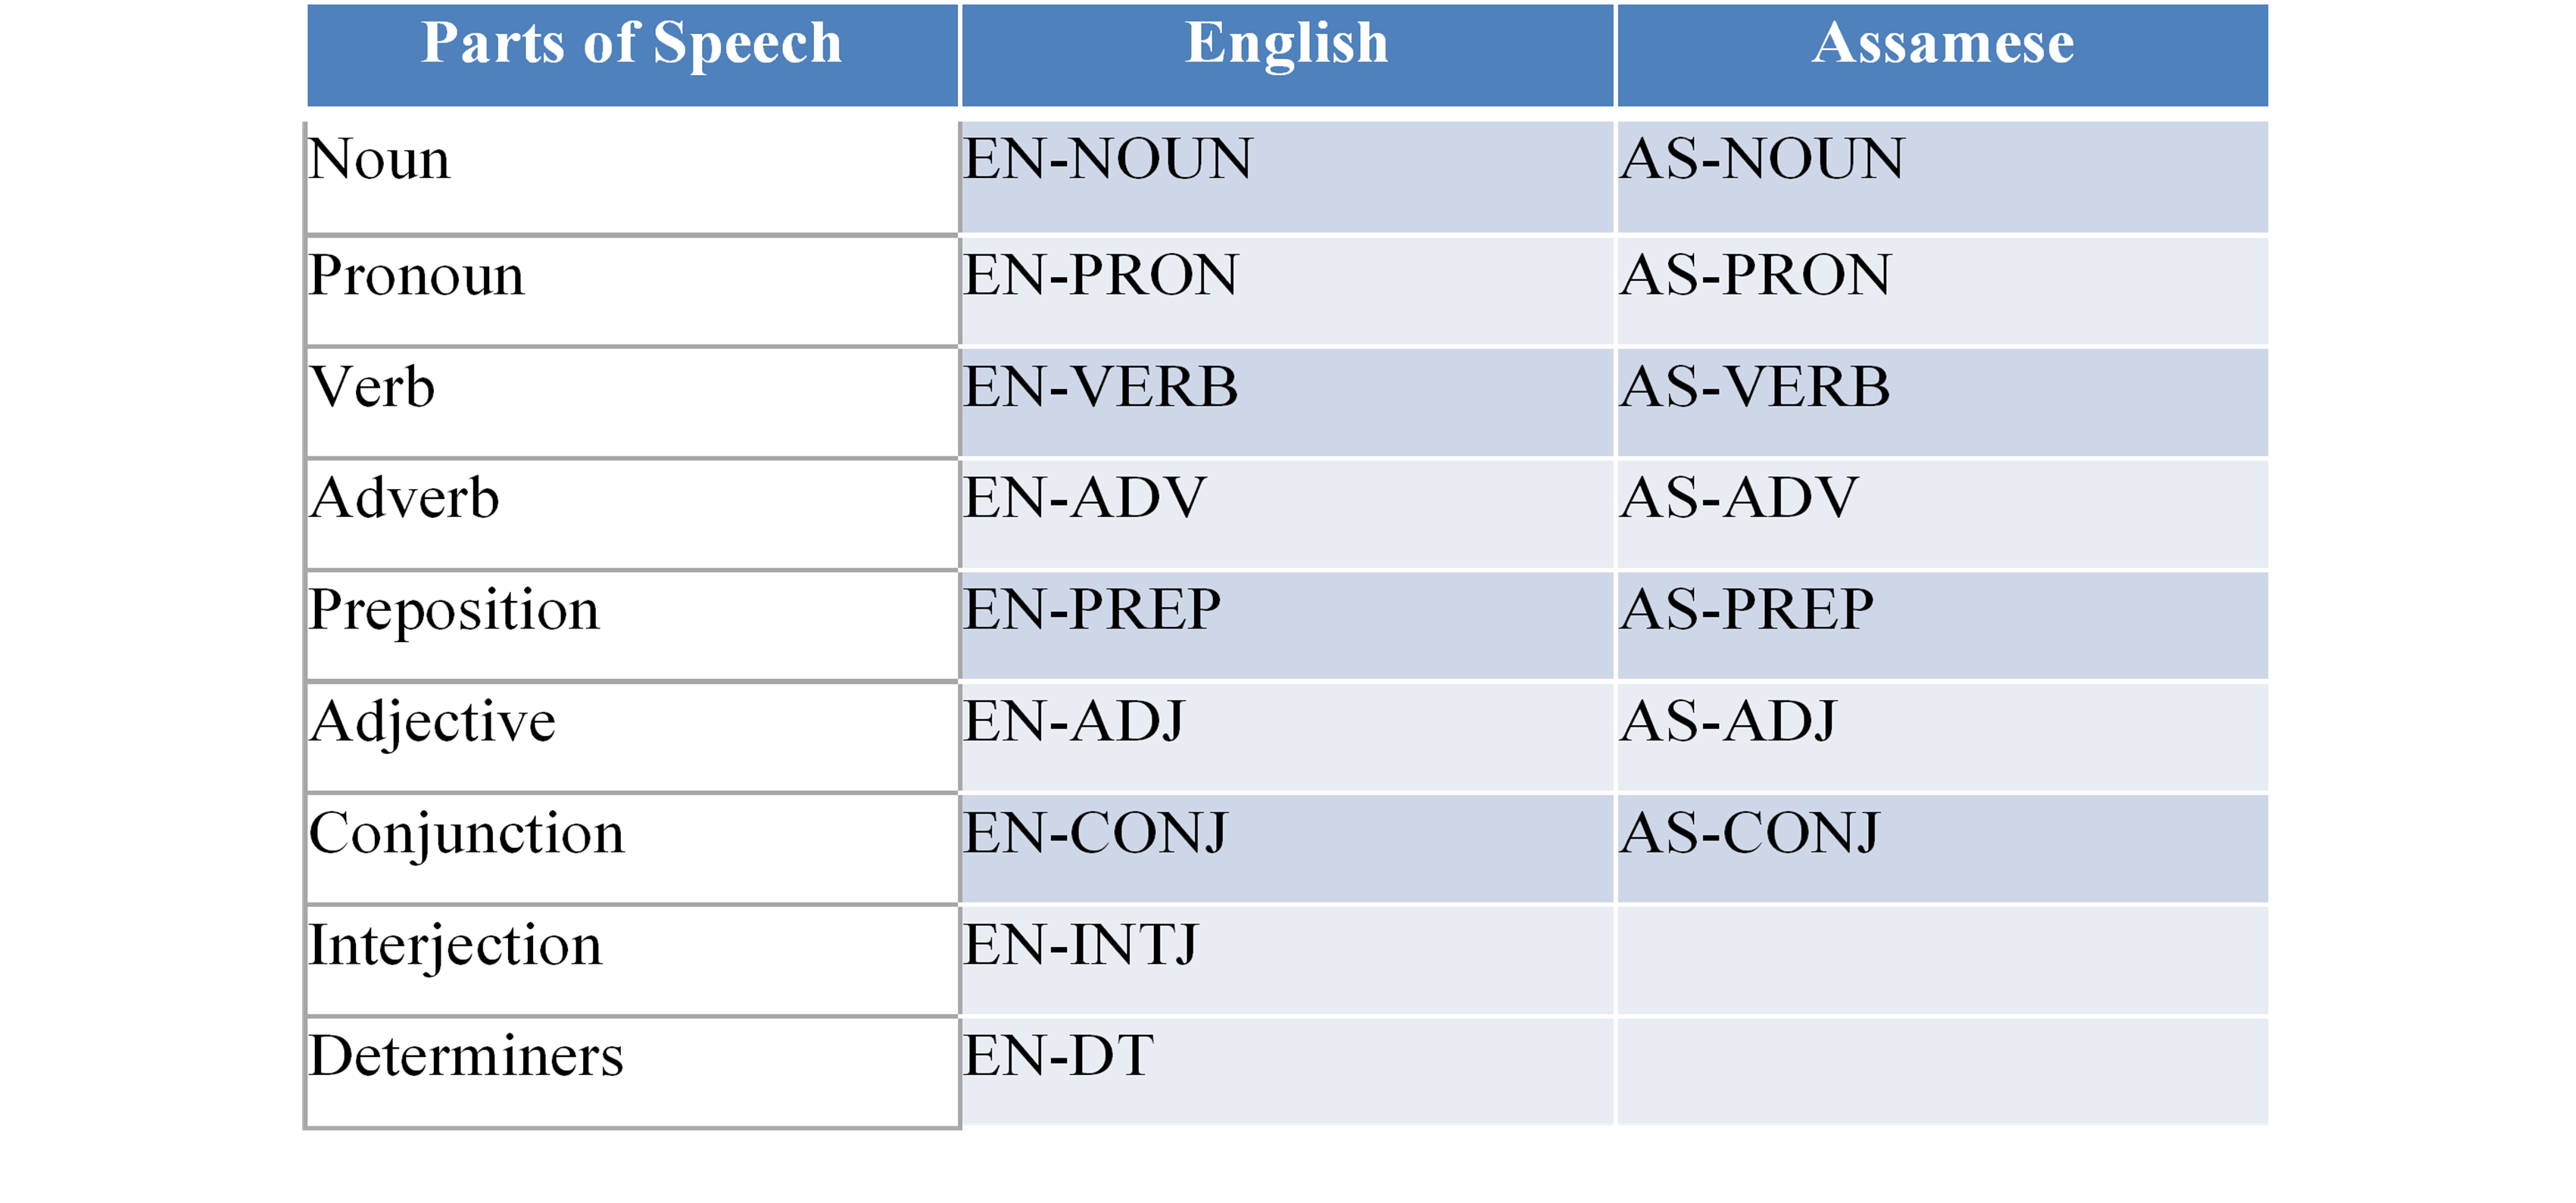 Parts of Speech English Assamese
Noun EN-NOUN AS-NOUN
Pronoun EN-PRON AS-PRON
Verb EN-VERB AS-VERB
Adverb EN-ADV AS-ADV
Preposition EN-PREP AS-PREP
Adjective EN-ADJ AS-ADJ
Conjunction EN-CONJ AS-CONJ
Interjection EN-INTJ
Determiners EN-DT